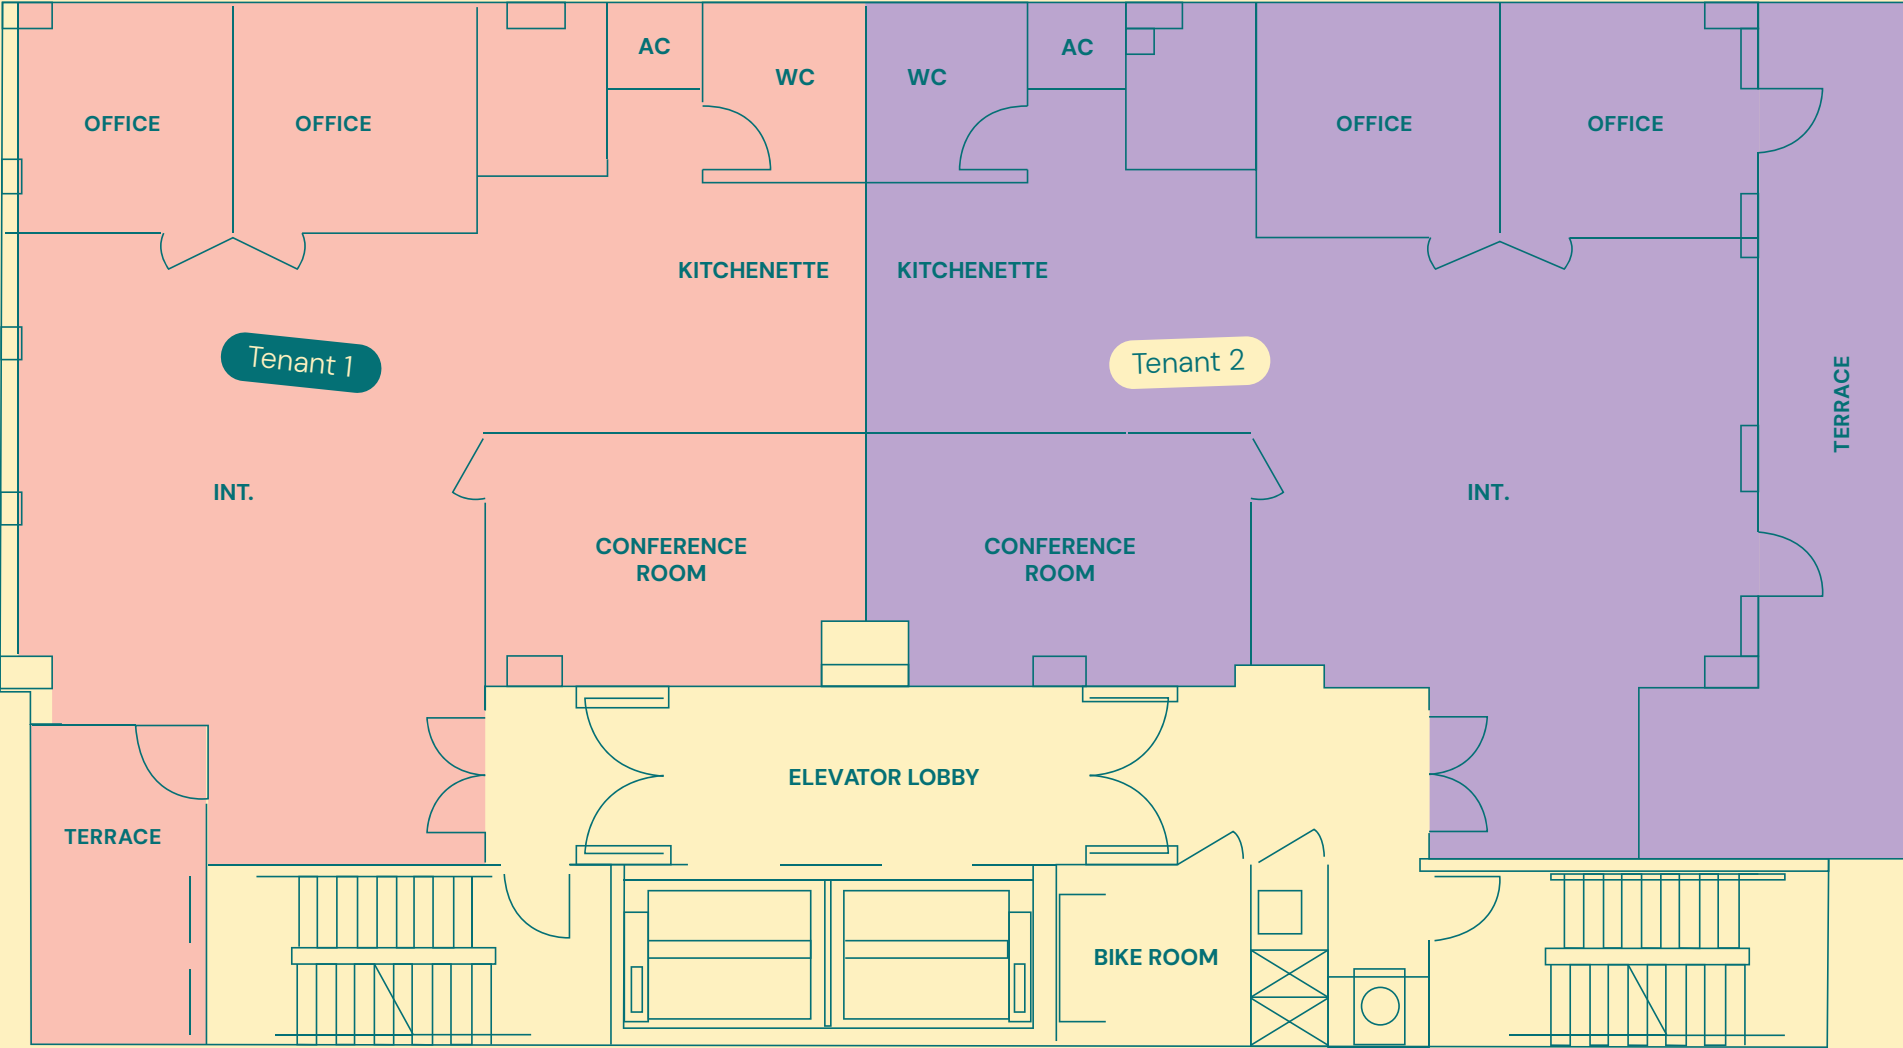 AC
WC
WC
AC
OFFICE
OFFICE
OFFICE
OFFICE
KITCHENETTE
KITCHENETTE
Tenant 1
Tenant 2
TERRACE
INT.
INT.
CONFERENCE
ROOM
CONFERENCE
ROOM
ELEVATOR LOBBY
TERRACE
BIKE ROOM